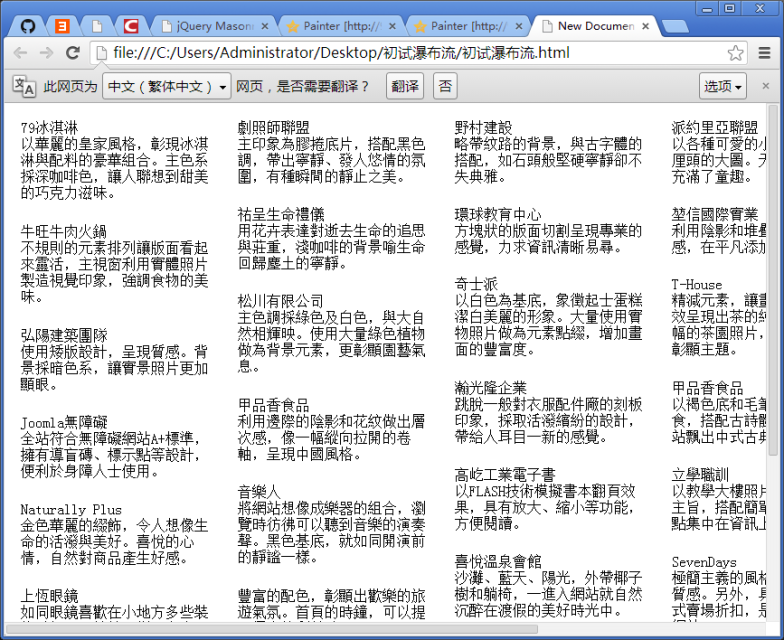 jQuery Mason
Painter [http://
Painter [http://
New Documen
file:///C:/Users/Administrator/Desktop/初试瀑布流/初试瀑布流.html
此网页为 中文（繁体中文） 网页，是否需要翻译？ 翻译 否 选项
79冰淇淋
以華麗的皇家風格，彰現冰淇
淋與配料的豪華組合。主色系
採深咖啡色，讓人聯想到甜美
的巧克力滋味。
牛旺牛肉火鍋
不規則的元素排列讓版面看起
來靈活，主視窗利用實體照片
製造視覺印象，強調食物的美
味。
弘陽建築團隊
使用矮版設計，呈現質感。背
景採暗色系，讓實景照片更加
顯眼。
Joomla無障礙
全站符合無障礙網站A+標準，
擁有導盲磚、標示點等設計，
便利於身障人士使用。
Naturally Plus
金色華麗的綴飾，令人想像生
命的活潑與美好。喜悅的心
情，自然對商品產生好感。
上恆眼鏡
如同眼鏡喜歡在小地方多些裝
劇照師聯盟
主印象為膠捲底片，搭配黑色
調，帶出寧靜、發人悠情的氛
圍，有種瞬間的靜止之美。
祐呈生命禮儀
用花卉表達對逝去生命的追思
與莊重，淺咖啡的背景喻生命
回歸塵土的寧靜。
松川有限公司
主色調採綠色及白色，與大自
然相輝映。使用大量綠色植物
做為背景元素，更彰顯園藝氣
息。
甲品香食品
利用邊際的陰影和花紋做出層
次感，像一幅縱向拉開的卷
軸，呈現中國風格。
音樂人
將網站想像成樂器的組合，瀏
覽時彷彿可以聽到音樂的演奏
聲。黑色基底，就如同開演前
的靜謐一樣。
豐富的配色，彰顯出歡樂的旅
遊氣氛。首頁的時鐘，可以提
野村建設
略帶纹路的背景，與古字體的
搭配，如石頭般堅硬寧靜卻不
失典雅。
環球教育中心
方塊狀的版面切割呈現專業的
感覺，力求資訊清晰易尋。
奇士派
以白色為基底，象徵起士蛋糕
潔白美麗的形象。大量使用實
物照片做為元素點綴，增加畫
面的豐富度。
瀚光隆企業
跳脫一般對衣服配件廠的刻板
印象，採取活潑繽紛的設計，
帶給人耳目一新的感覺。
高屹工業電子書
以FLASH技術模擬書本翻頁效
果，具有放大、縮小等功能，
方便閱讀。
喜悅溫泉會館
沙灘、藍天、陽光，外帶椰子
樹和躺椅，一進入網站就自然
沉醉在渡假的美好時光中。
派約里亞聯盟
以各種可愛的小
厘頭的大圖。天
充滿了童趣。
堃信國際實業
利用陰影和堆疊
感，在平凡添加
T-House
精減元素，讓畫
效呈現出茶的純
幅的茶園照片，
彰顯主題。
甲品香食品
以褐色底和毛筆
食，搭配古詩體
站飄出中式古典
立學職訓
以教學大樓照片
主旨，搭配簡單
點集中在資訊上
SevenDays
極簡主義的風格
質感。另外，具
式賣場折扣，是